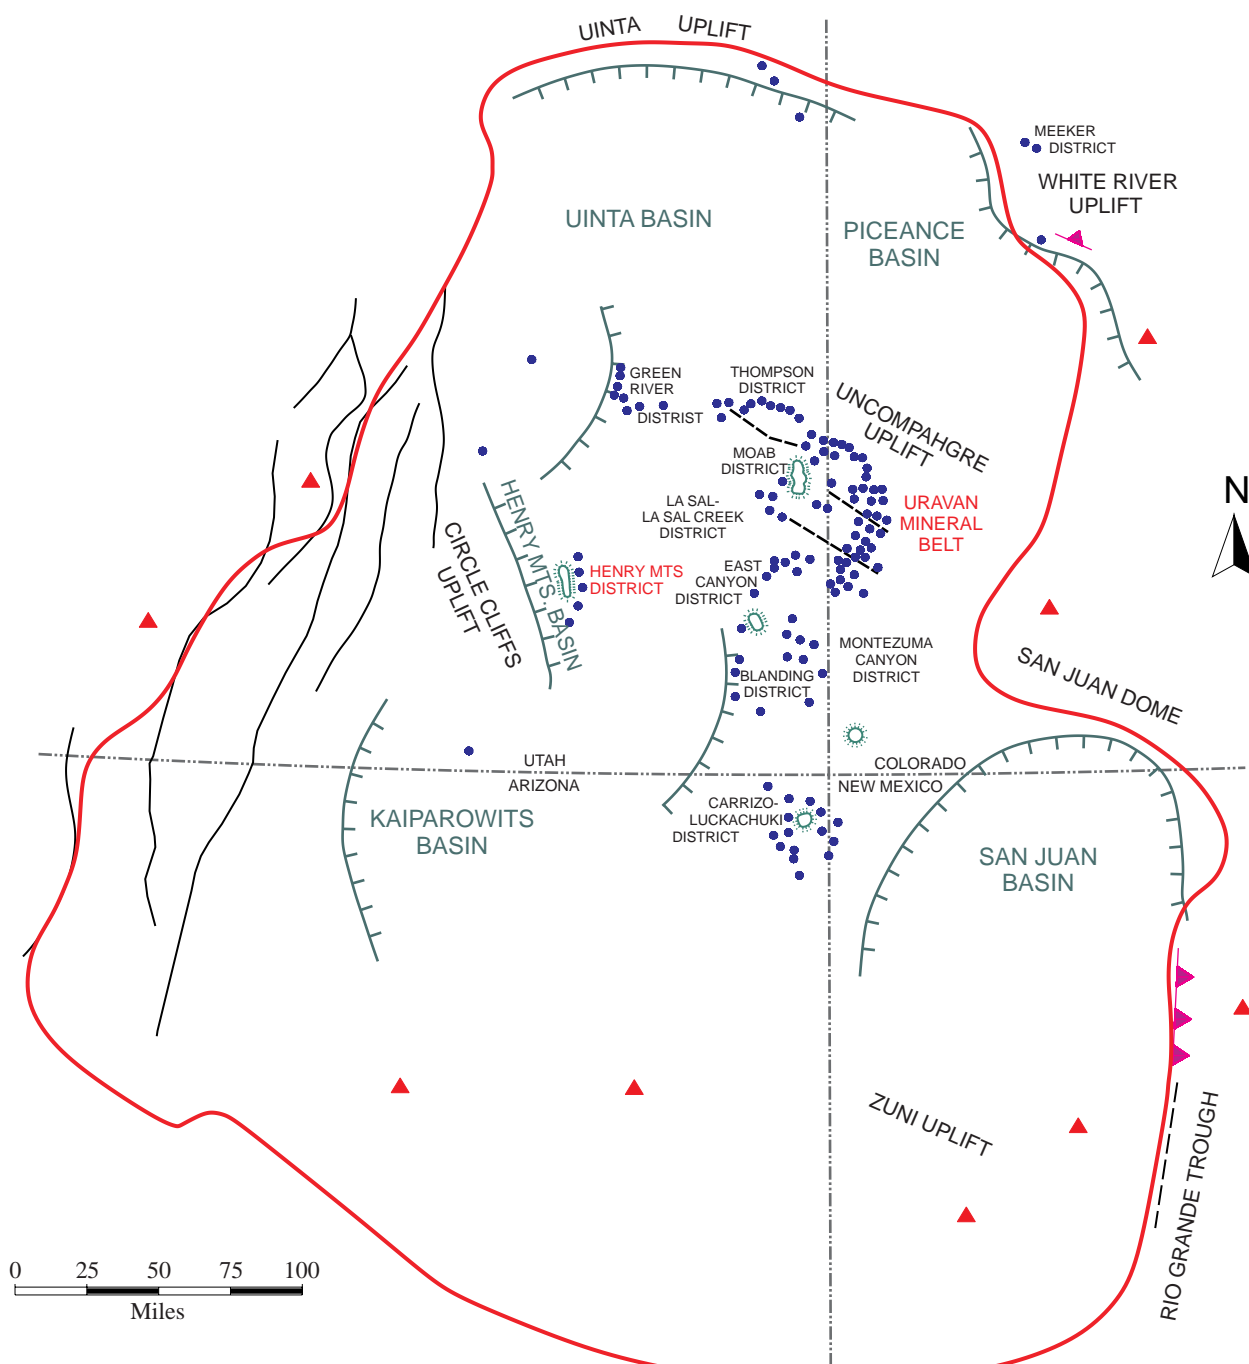 UINTA UPLIFT
MEEKER
DISTRICT
WHITE RIVER
UPLIFT
UINTA BASIN
PICEANCE
BASIN
GREEN
RIVER
DISTRIST
THOMPSON
DISTRICT
UNCOMPAHGRE
UPLIFT
MOAB
DISTRICT
LA SAL-
LA SAL CREEK
DISTRICT
URAVAN
MINERAL
BELT
N
HENRY MTS. BASIN
CIRCLE CLIFFS
UPLIFT
HENRY MTS
DISTRICT
EAST
CANYON
DISTRICT
MONTEZUMA
CANYON
DISTRICT
BLANDING
DISTRICT
SAN JUAN DOME
UTAH
ARIZONA
COLORADO
NEW MEXICO
KAIPAROWITS
BASIN
CARRIZO-
LUCKACHUKI
DISTRICT
SAN JUAN
BASIN
ZUNI UPLIFT
RIO GRANDE TROUGH
0 25 50 75 100
Miles